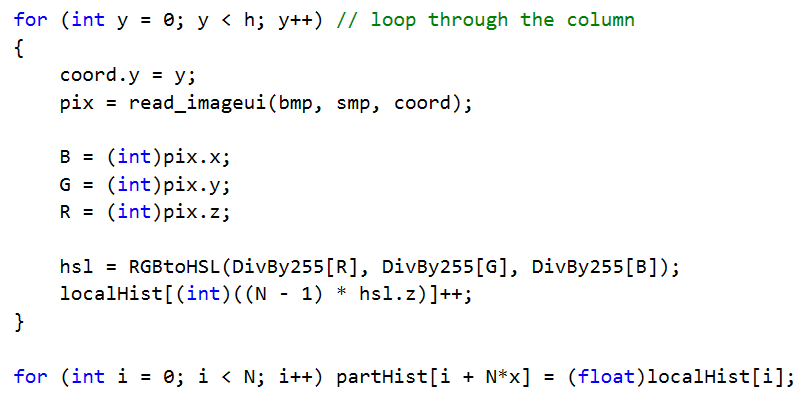 for (int y = 0; y < h; y++) // loop through the column
{
    coord.y = y;
    pix = read_imageui(bmp, smp, coord);

    B = (int)pix.x;
    G = (int)pix.y;
    R = (int)pix.z;

    hsl = RGBtoHSL(DivBy255[R], DivBy255[G], DivBy255[B]);
    localHist[(int)((N - 1) * hsl.z)]++;
}

for (int i = 0; i < N; i++) partHist[i + N*x] = (float)localHist[i];